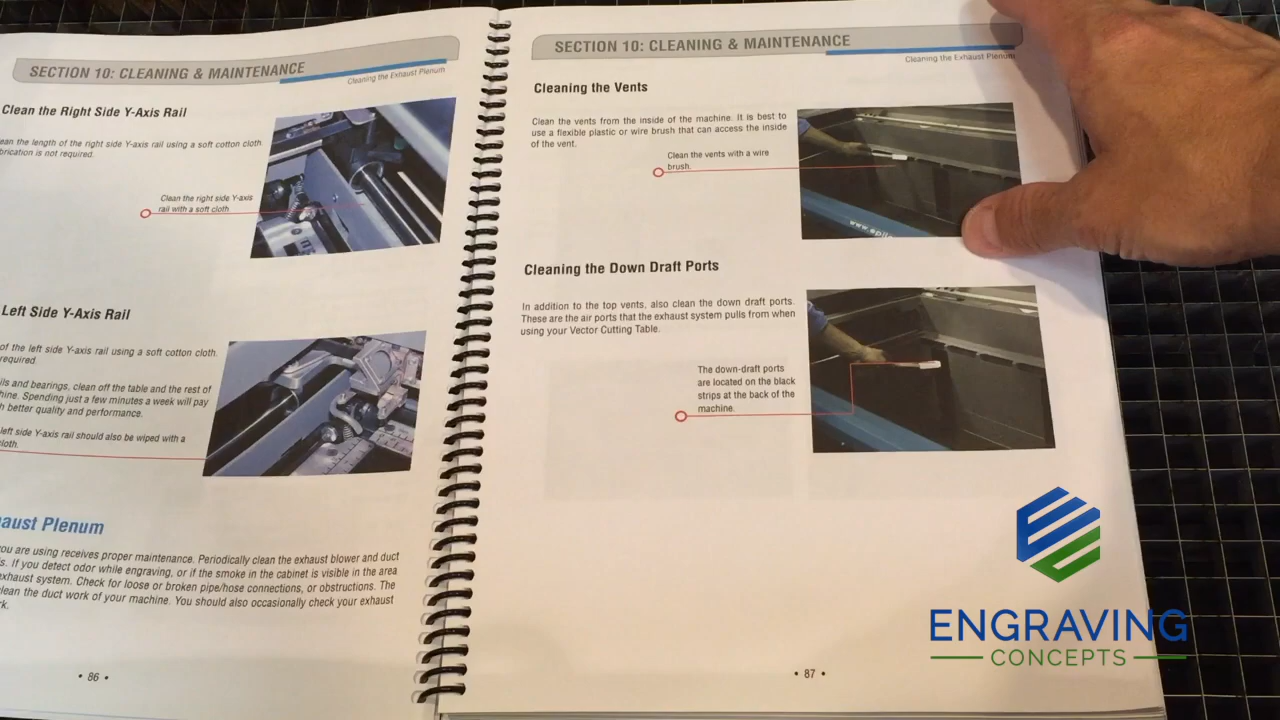 SECTION 10: CLEANING & MAINTENANCE
Cleaning the Exhaust Plenum
Clean the Right Side Y-Axis Rail
ean the length of the right side Y-axis rail using a soft cotton cloth.
brication is not required.
Clean the right side Y-axis
rail with a soft cloth.
Left Side Y-Axis Rail
of the left side Y-axis rail using a soft cotton cloth.
required.
ils and bearings, clean off the table and the rest of
hine. Spending just a few minutes a week will pay
h better quality and performance.
left side Y-axis rail should also be wiped with a
cloth.
haust Plenum
you are using receives proper maintenance. Periodically clean the exhaust blower and duct
s. If you detect odor while engraving, or if the smoke in the cabinet is visible in the area
exhaust system. Check for loose or broken pipe/hose connections, or obstructions. The
lean the duct work of your machine. You should also occasionally check your exhaust
rk.
• 86 •
SECTION 10: CLEANING & MAINTENANCE
Cleaning the Exhaust Plenum
Cleaning the Vents
Clean the vents from the inside of the machine. It is best to
use a flexible plastic or wire brush that can access the inside
of the vent.
Clean the vents with a wire
brush.
www.epilo
Cleaning the Down Draft Ports
In addition to the top vents, also clean the down draft ports.
These are the air ports that the exhaust system pulls from when
using your Vector Cutting Table.
The down-draft ports
are located on the black
strips at the back of the
machine.
• 87 •
ENGRAVING
CONCEPTS